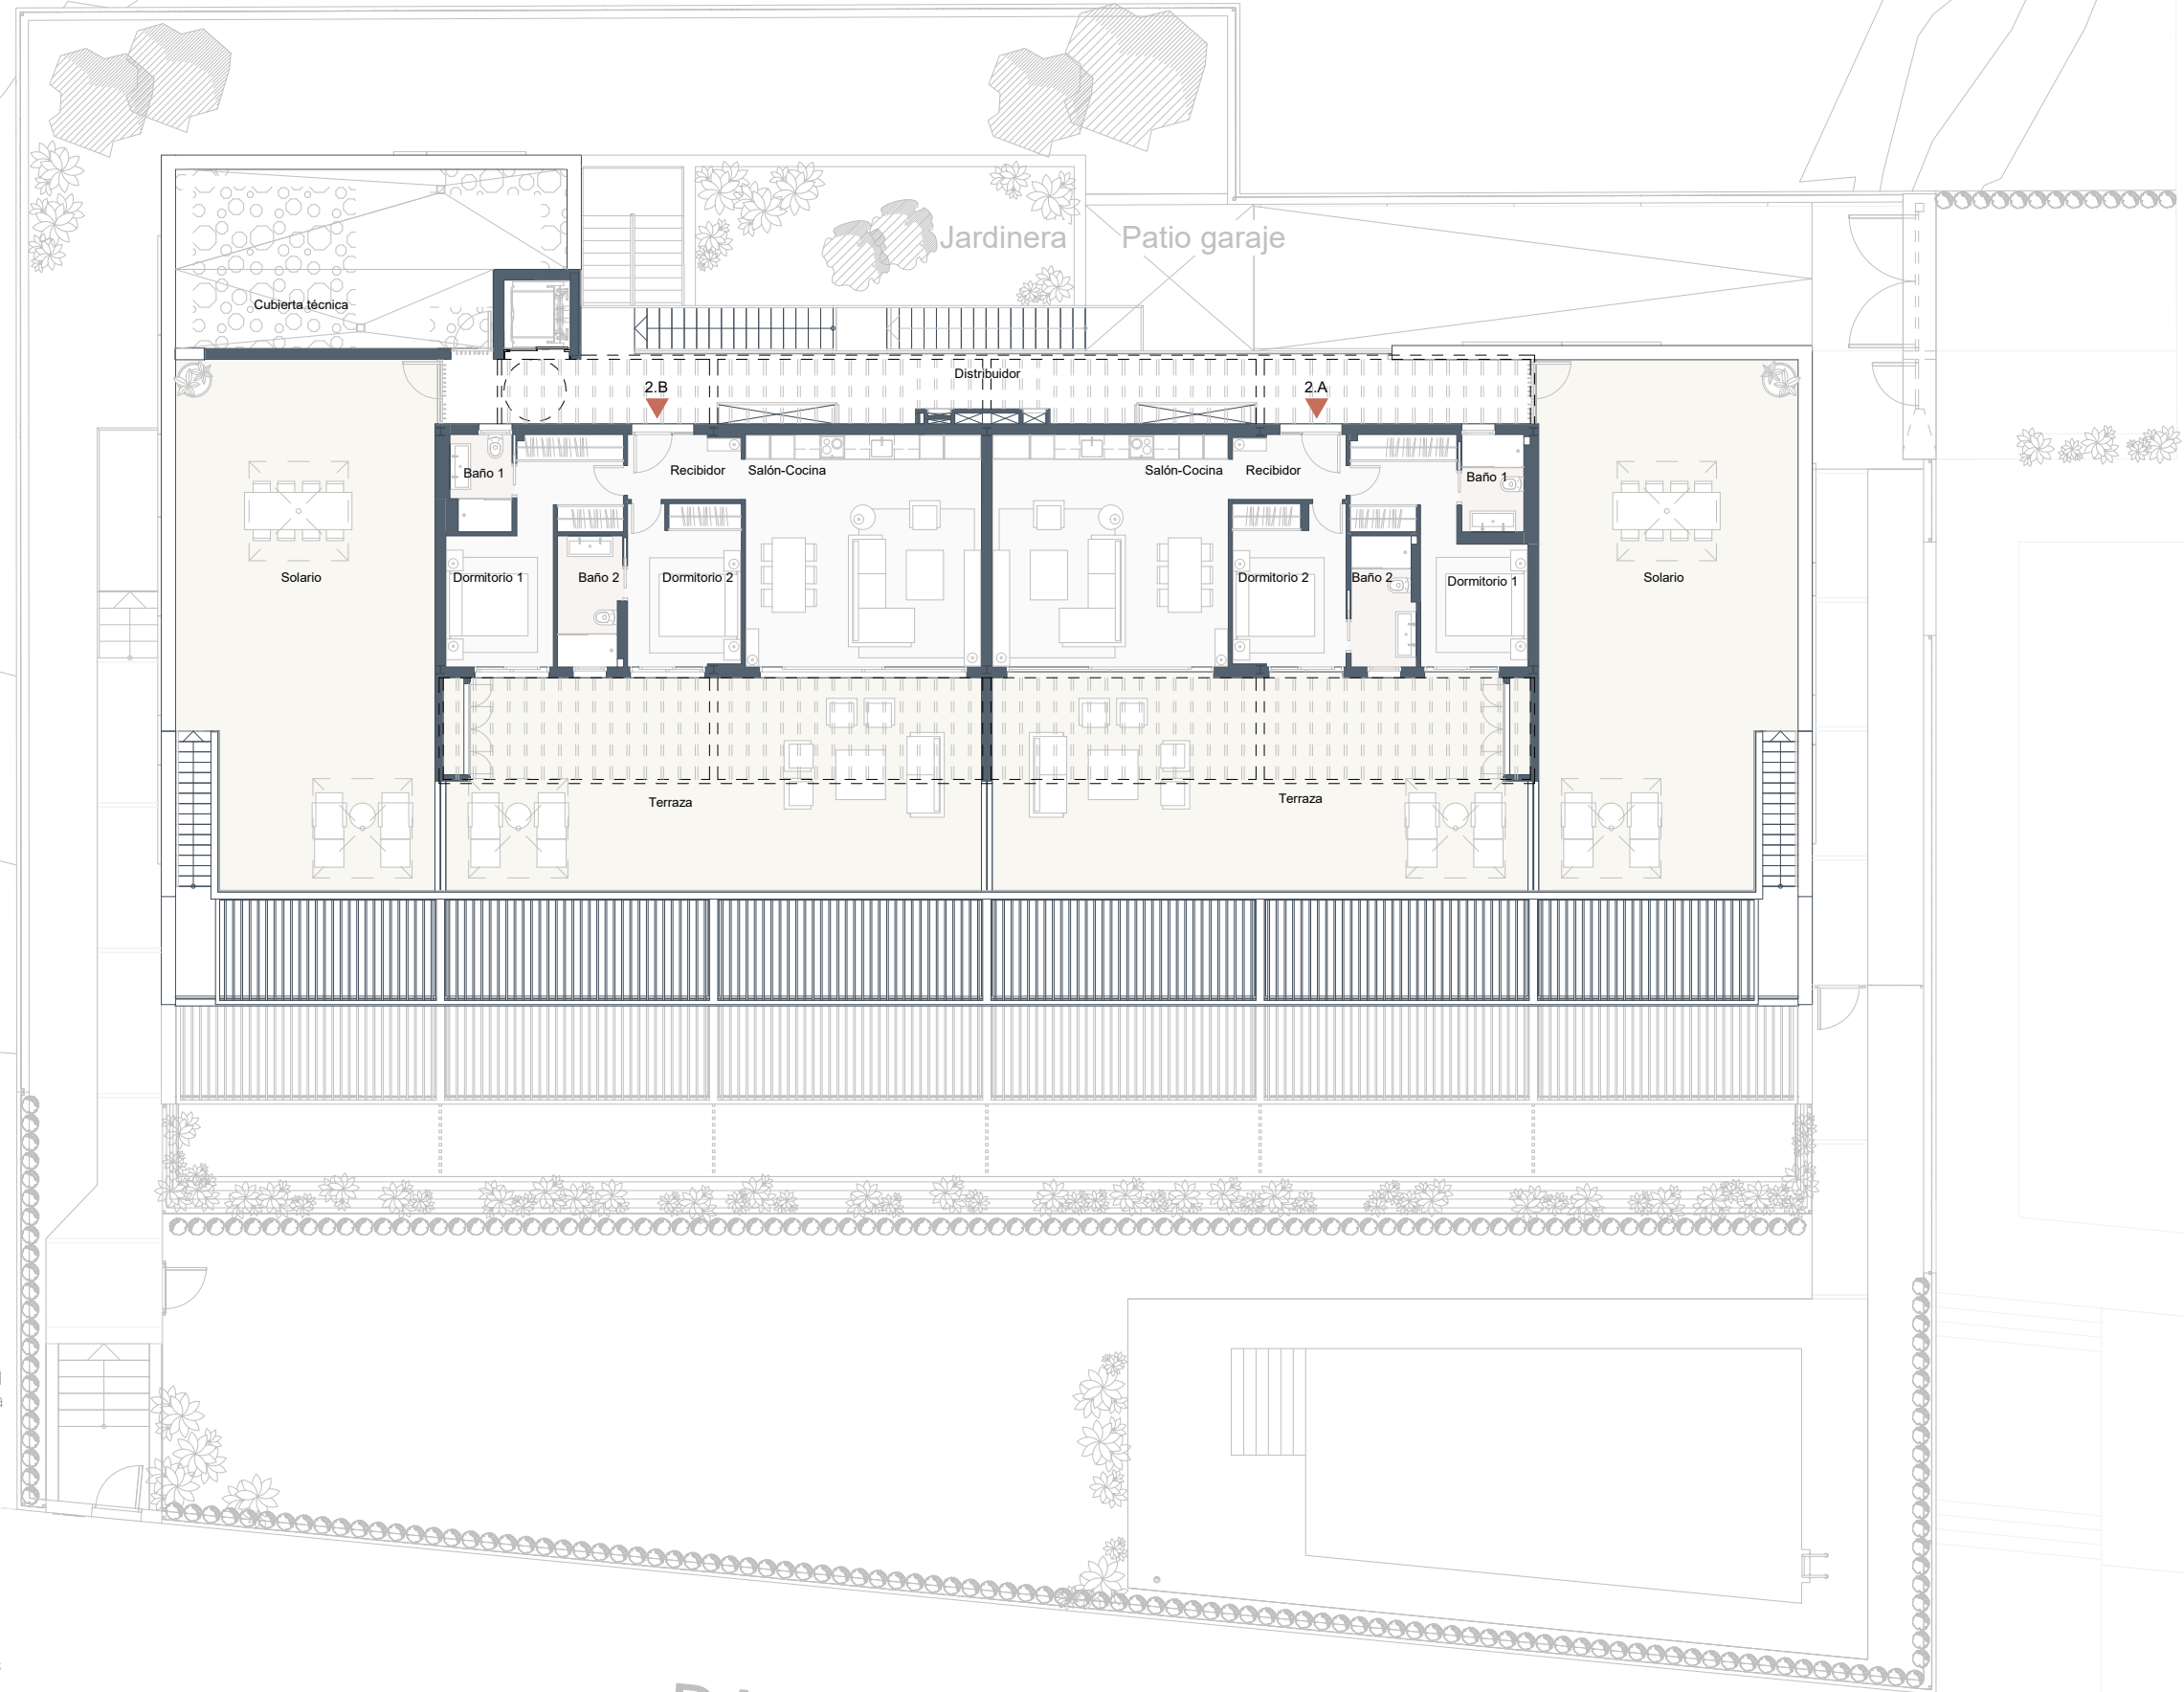 Jardinera
Patio garaje
Cubierta técnica
Distribuidor
2.B
2.A
Recibidor
Salón-Cocina
Salón-Cocina
Recibidor
Baño 1
Baño 1
Solario
Dormitorio 1
Baño 2
Dormitorio 2
Dormitorio 2
Baño 2
Dormitorio 1
Solario
Terraza
Terraza